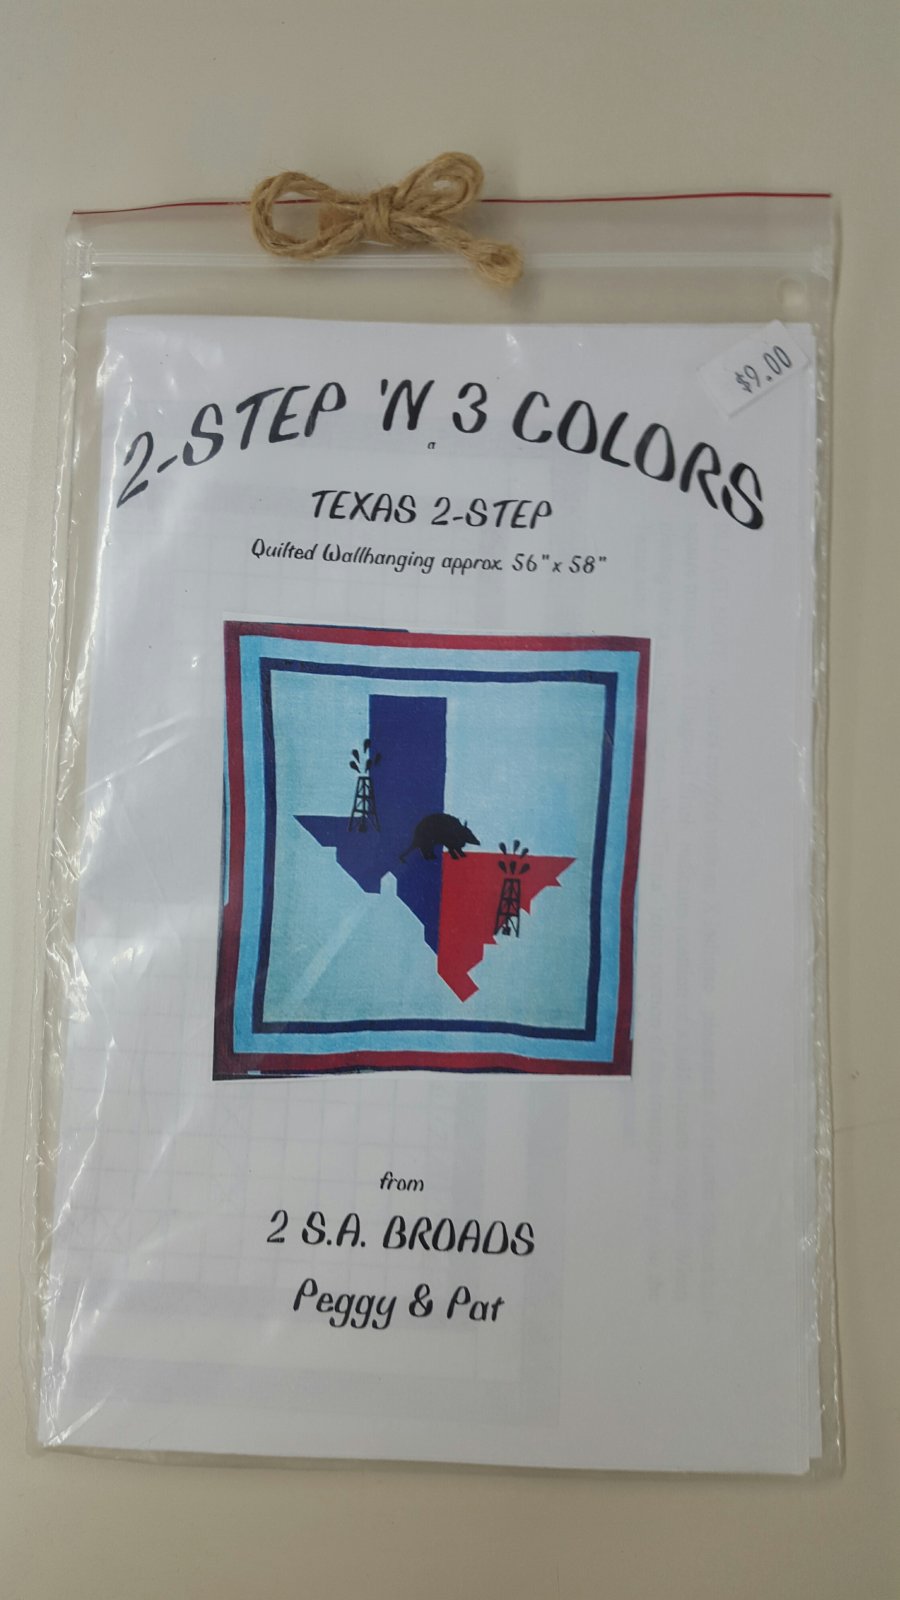 $9.00
2-STEP 'N 3 COLORS
a
TEXAS 2-STEP
Quilted Wallhanging approx. 56" x 58"
from
2 S.A. BROADS
Peggy & Pat